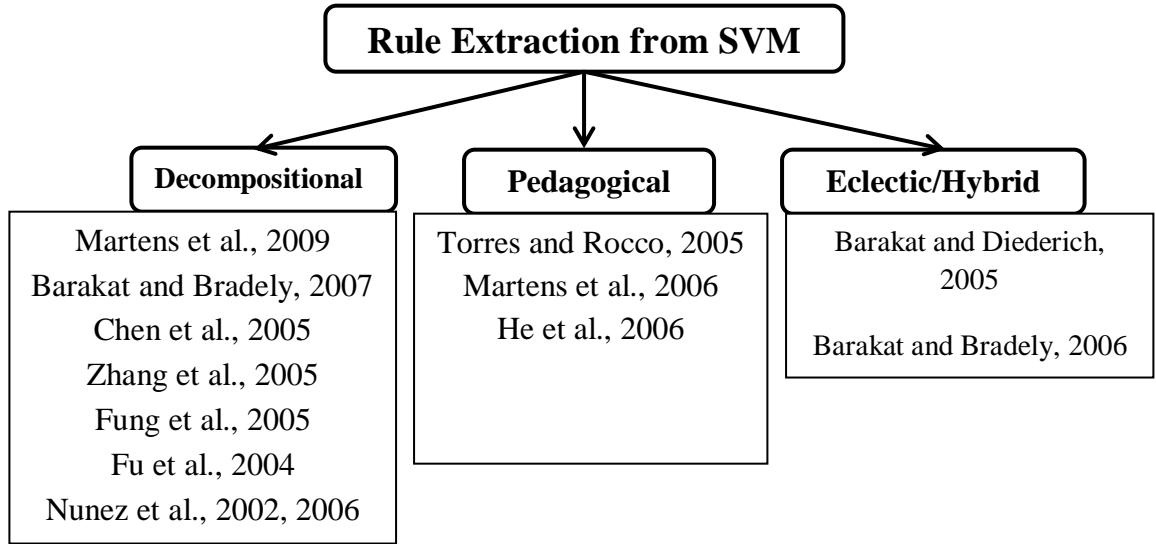 Rule Extraction from SVM
Decompositional
Martens et al., 2009
Barakat and Bradely, 2007
Chen et al., 2005
Zhang et al., 2005
Fung et al., 2005
Fu et al., 2004
Nunez et al., 2002, 2006
Pedagogical
Torres and Rocco, 2005
Martens et al., 2006
He et al., 2006
Eclectic/Hybrid
Barakat and Diederich,
2005
Barakat and Bradely, 2006